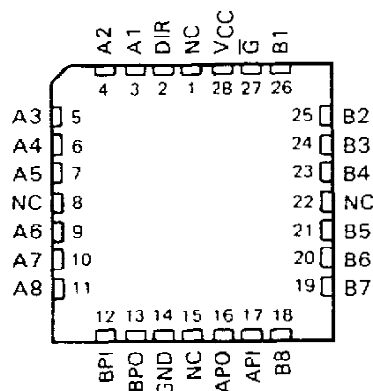 A2 A1 DIR NC VCC G B1
4 3 2 1 28 27 26
A3 5 25 B2
A4 6 24 B3
A5 7 23 B4
NC 8 22 NC
A6 9 21 B5
A7 10 20 B6
A8 11 19 B7
12 13 14 15 16 17 18
BPI BPO GND NC APO API B8